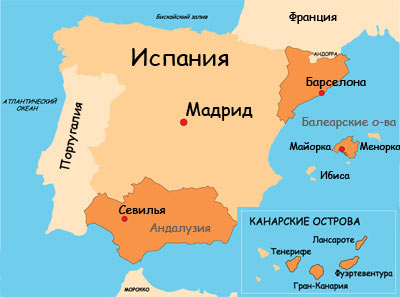 Бискайский залив
Франция
АНДОРРА
Испания
Барселона
АТЛАНТИЧЕСКИЙ
ОКЕАН
Мадрид
Балеарские о-ва
Португалия
Майорка
Менорка
Ибиса
Севилья
Андалузия
КАНАРСКИЕ ОСТРОВА
Лансароте
Тенерифе
Фуэртевентура
Гран-Канария
МОРОККО